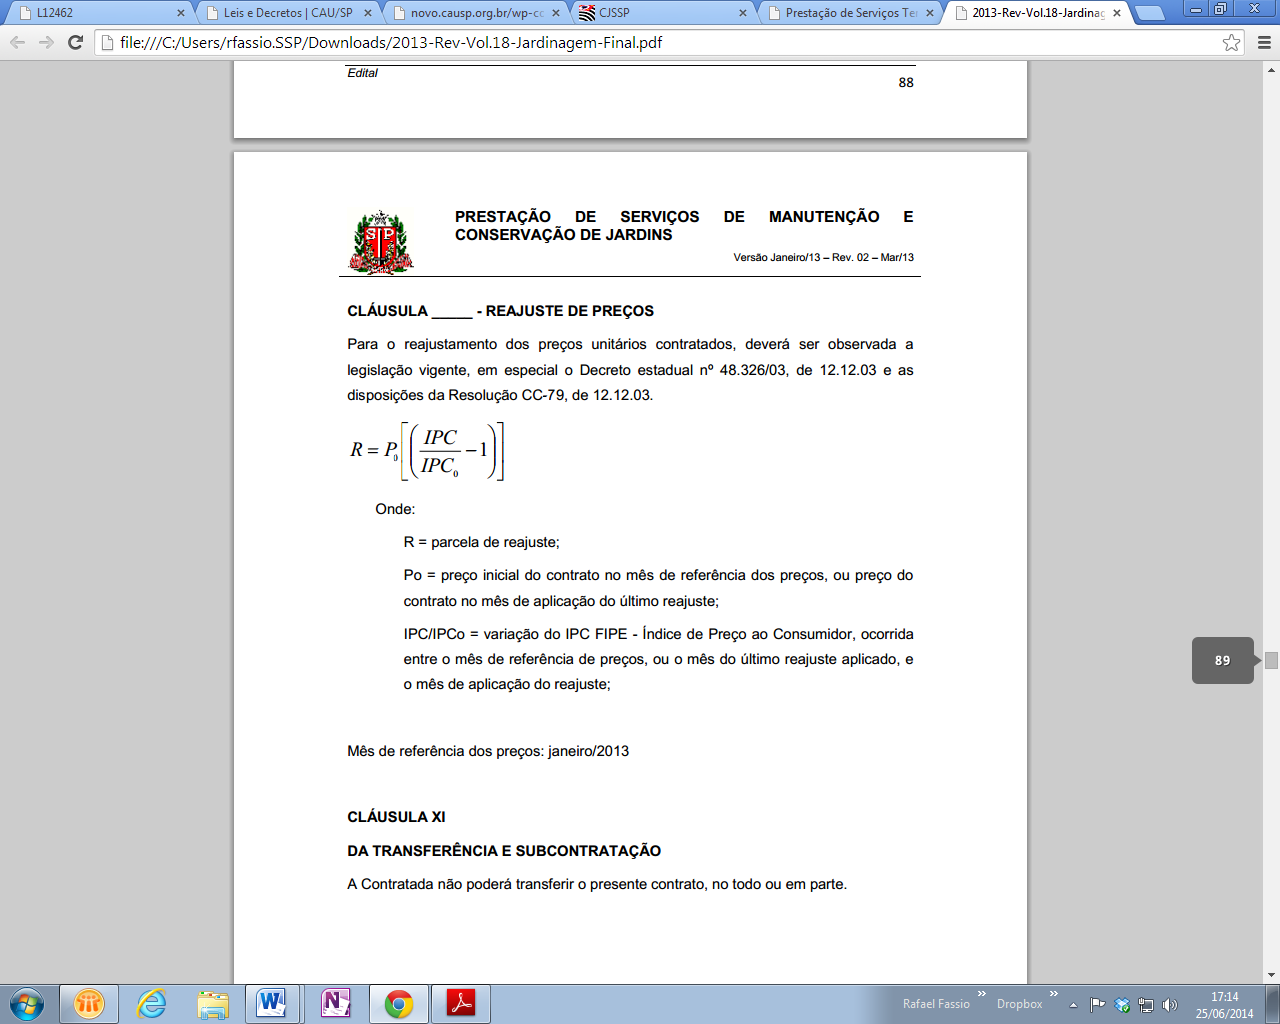 L12462
Leis e Decretos | CAU/SP
novo.causp.org.br/wp-co
CJSSP
Prestação de Serviços Ter
2013-Rev-Vol.18-Jardinag
file:///C:/Users/rfassio.SSP/Downloads/2013-Rev-Vol.18-Jardinagem-Final.pdf
Edital
88
SP
PRESTAÇÃO DE SERVIÇOS DE MANUTENÇÃO E
CONSERVAÇÃO DE JARDINS
Versão Janeiro/13 – Rev. 02 – Mar/13
CLÁUSULA _____ - REAJUSTE DE PREÇOS
Para o reajustamento dos preços unitários contratados, deverá ser observada a
legislação vigente, em especial o Decreto estadual nº 48.326/03, de 12.12.03 e as
disposições da Resolução CC-79, de 12.12.03.
R = P₀[(IPC/IPC₀ − 1)]
Onde:
R = parcela de reajuste;
Po = preço inicial do contrato no mês de referência dos preços, ou preço do
contrato no mês de aplicação do último reajuste;
IPC/IPCo = variação do IPC FIPE - Índice de Preço ao Consumidor, ocorrida
entre o mês de referência de preços, ou o mês do último reajuste aplicado, e
o mês de aplicação do reajuste;
89
Mês de referência dos preços: janeiro/2013
CLÁUSULA XI
DA TRANSFERÊNCIA E SUBCONTRATAÇÃO
A Contratada não poderá transferir o presente contrato, no todo ou em parte.
Rafael Fassio » Dropbox »
17:14
25/06/2014